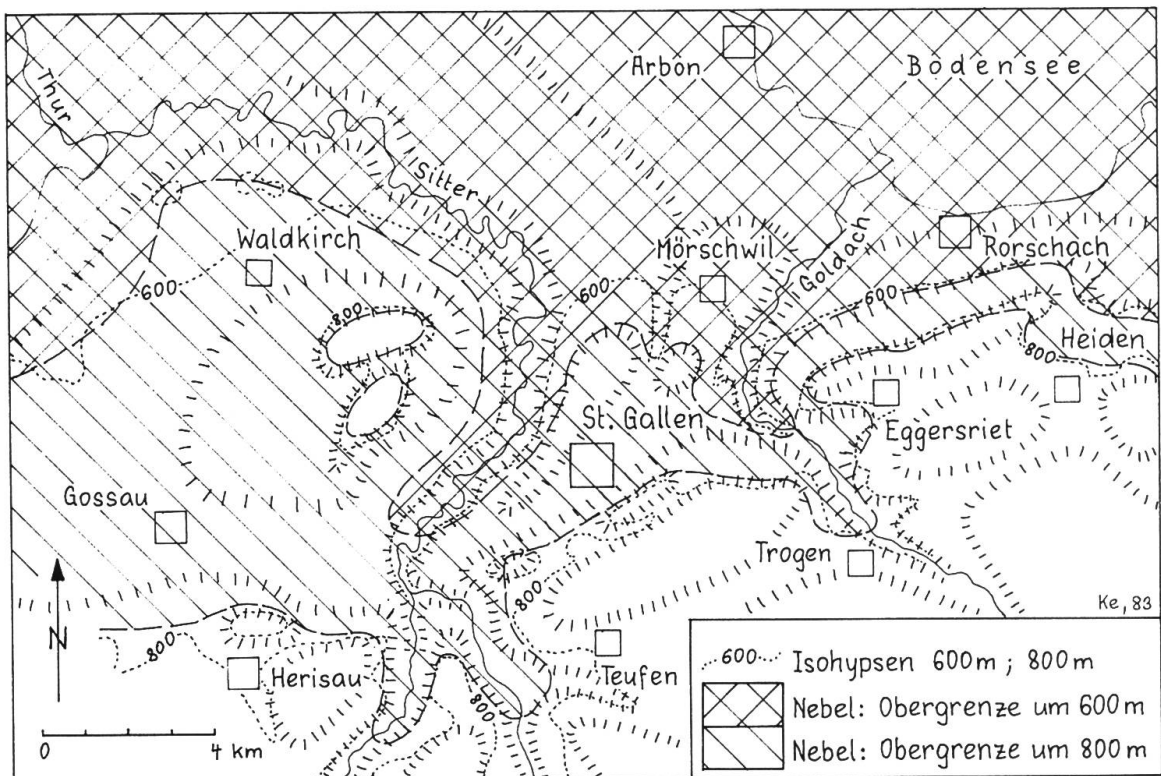 Thur
Arbon
Bodensee
Sitter
Waldkirch
600
800
Mörschwil
600
Goldach
Rorschach
600
Heiden
800
St. Gallen
Eggersriet
Gossau
Trogen
800
N
800
Herisau
Teufen
800
0 4 km
Ke, 83
600 Isohypsen 600m ; 800m
Nebel: Obergrenze um 600m
Nebel: Obergrenze um 800m